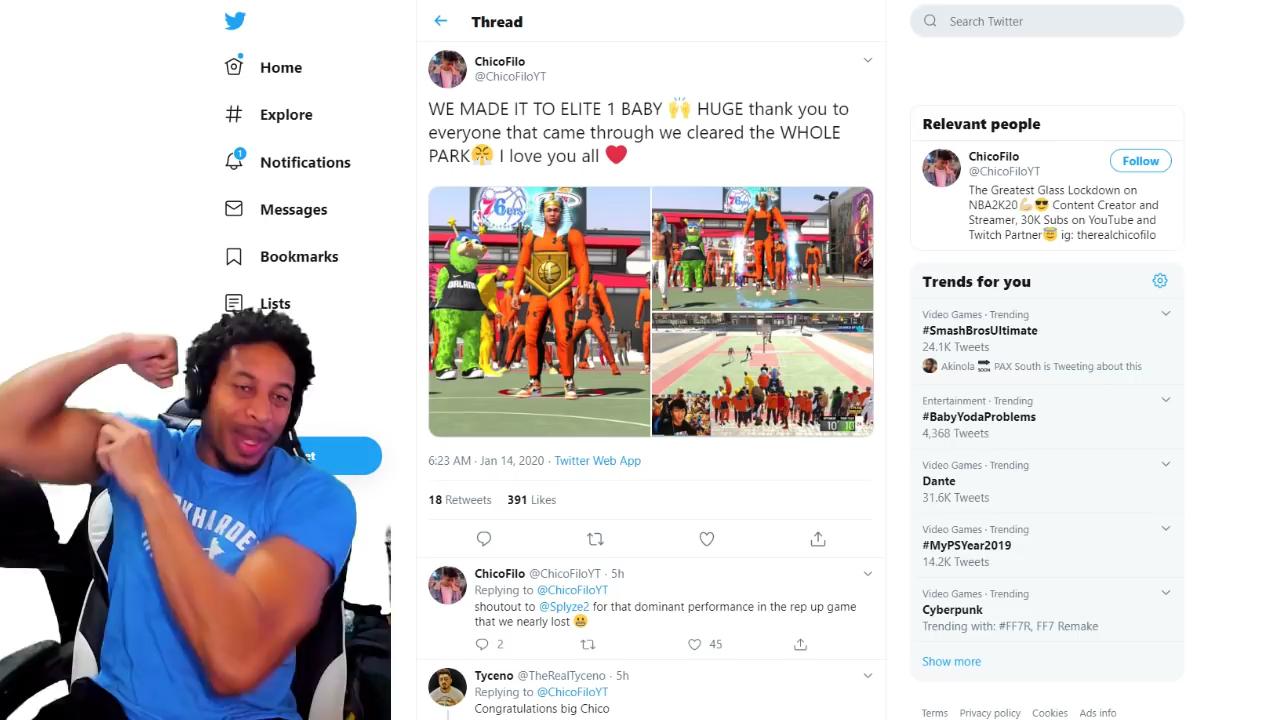 Home
Explore
1
Notifications
Messages
Bookmarks
Lists
et
Thread
ChicoFilo
@ChicoFiloYT
WE MADE IT TO ELITE 1 BABY 🙌 HUGE thank you to
everyone that came through we cleared the WHOLE
PARK😤 I love you all ❤️
76ers
ORLANDO
10
10
6:23 AM · Jan 14, 2020 · Twitter Web App
18 Retweets 391 Likes
ChicoFilo @ChicoFiloYT · 5h
Replying to @ChicoFiloYT
shoutout to @Splyze2 for that dominant performance in the rep up game
that we nearly lost 😬
2
45
Tyceno @TheRealTyceno · 5h
Replying to @ChicoFiloYT
Congratulations big Chico
Search Twitter
Relevant people
ChicoFilo
@ChicoFiloYT
Follow
The Greatest Glass Lockdown on
NBA2K20💪🏻😎 Content Creator and
Streamer, 30K Subs on YouTube and
Twitch Partner😇 ig: therealchicofilo
Trends for you
Video Games · Trending
#SmashBrosUltimate
24.1K Tweets
Akinola 🔜 PAX South is Tweeting about this
Entertainment · Trending
#BabyYodaProblems
4,368 Tweets
Video Games · Trending
Dante
31.6K Tweets
Video Games · Trending
#MyPSYear2019
14.2K Tweets
Video Games · Trending
Cyberpunk
Trending with: #FF7R, FF7 Remake
Show more
Terms Privacy policy Cookies Ads info